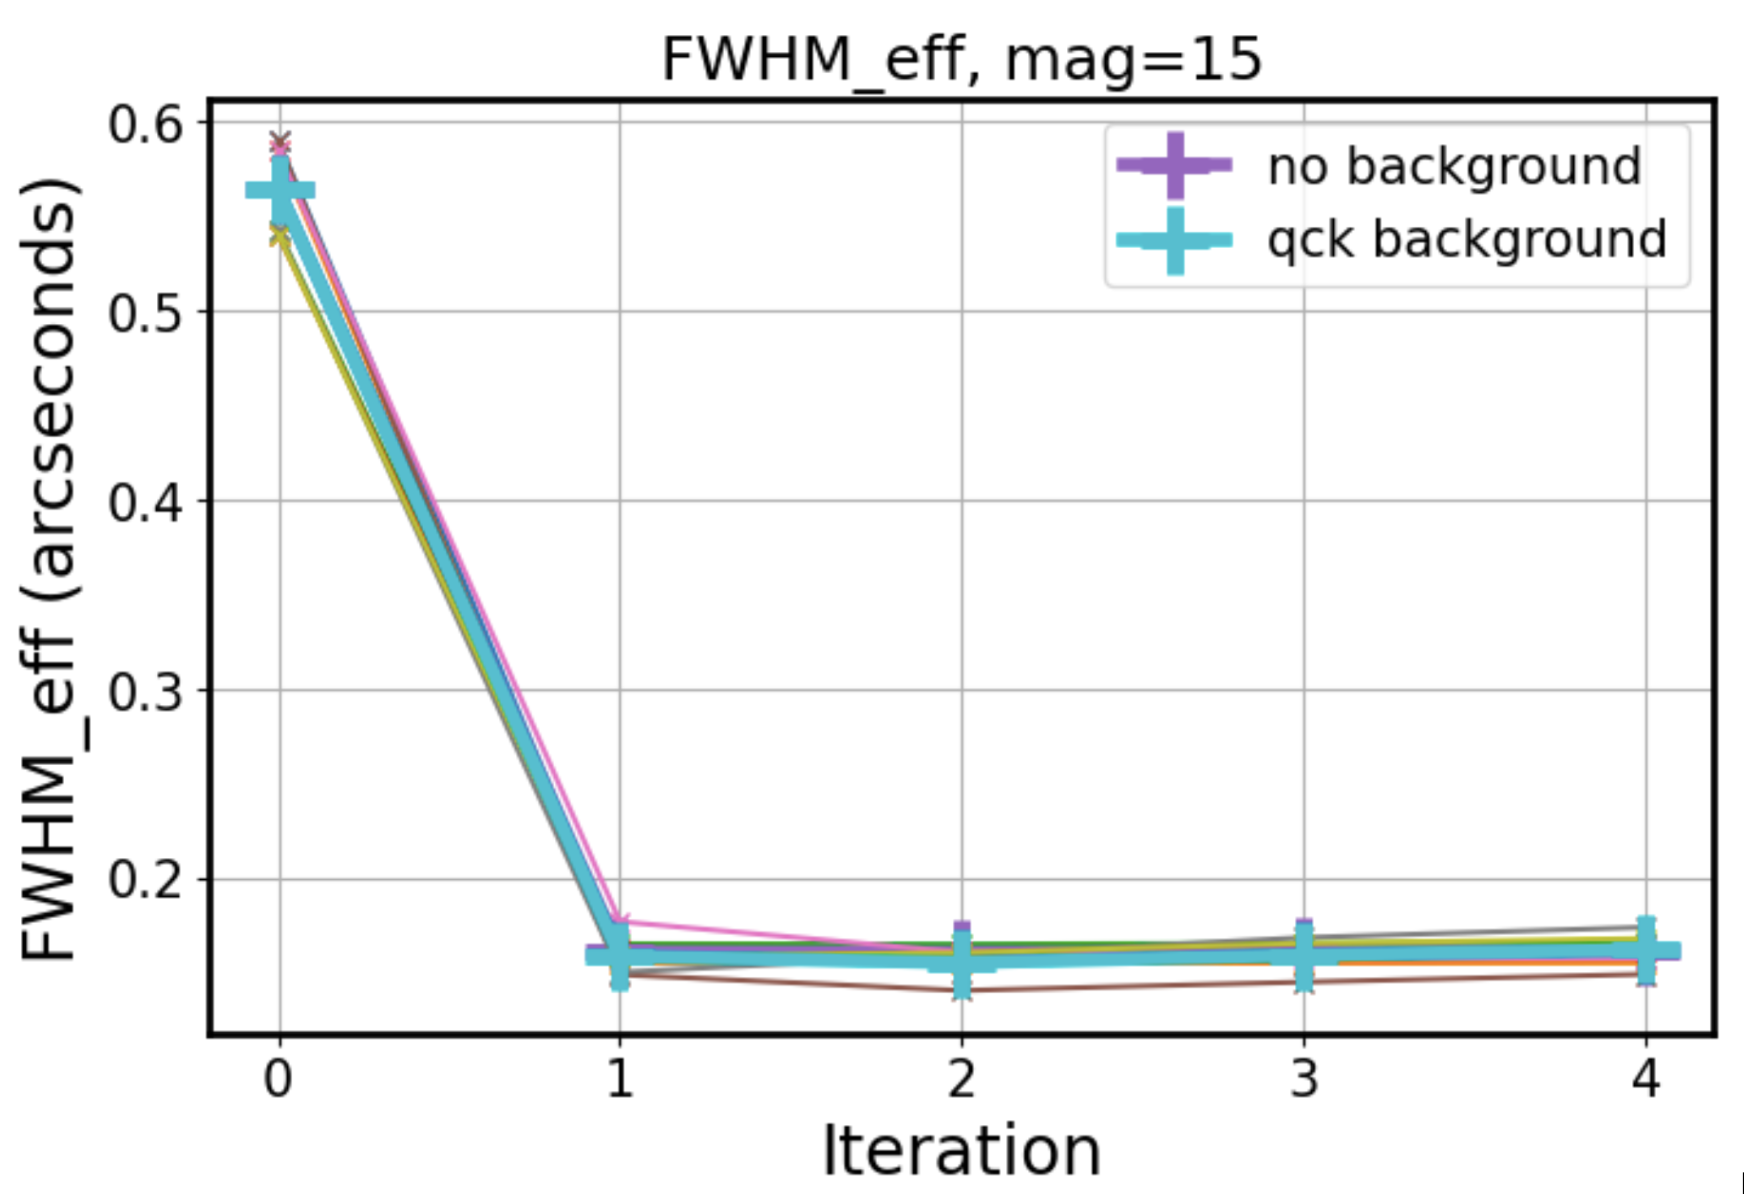 FWHM_eff, mag=15
no background
qck background
FWHM_eff (arcseconds)
0.6
0.5
0.4
0.3
0.2
0 1 2 3 4
Iteration